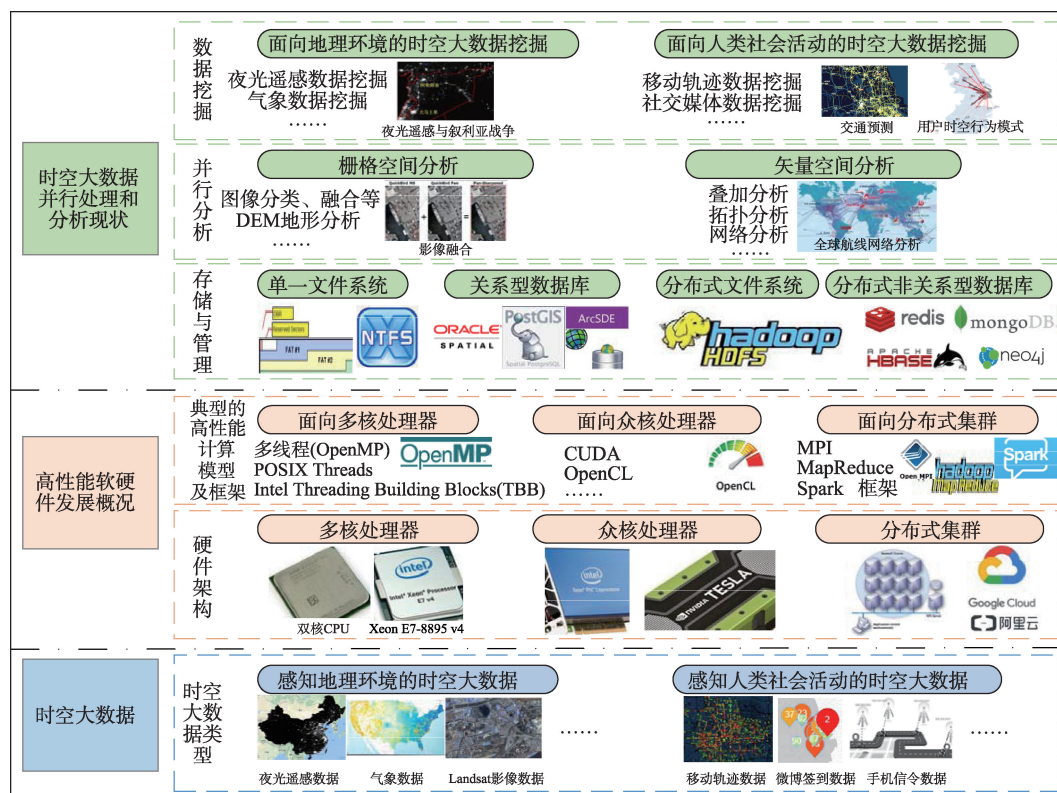 时空大数据
并行处理和
分析现状
数据挖掘
面向地理环境的时空大数据挖掘
夜光遥感数据挖掘
气象数据挖掘
……
夜光遥感与叙利亚战争
面向人类社会活动的时空大数据挖掘
移动轨迹数据挖掘
社交媒体数据挖掘
……
交通预测
用户时空行为模式
并行分析
栅格空间分析
图像分类、融合等
DEM地形分析
……
影像融合
矢量空间分析
叠加分析
拓扑分析
网络分析
……
全球航线网络分析
存储与管理
单一文件系统
FAT #1
FAT #2
NTFS
关系型数据库
ORACLE
SPATIAL
PostGIS
Spatial PostgreSQL
ArcSDE
分布式文件系统
hadoop
HDFS
分布式非关系型数据库
redis
mongoDB
APACHE
HBASE
neo4j
高性能软硬
件发展概况
典型的
高性能
计算
模型
及框架
面向多核处理器
多线程(OpenMP)
POSIX Threads
Intel Threading Building Blocks(TBB)
OpenMP
面向众核处理器
CUDA
OpenCL
……
OpenCL
面向分布式集群
MPI
MapReduce
Spark 框架
Open MPI
hadoop
MapReduce
Spark
硬件架构
多核处理器
双核CPU
intel
Intel Xeon Processor
E7 v4
Xeon E7-8895 v4
众核处理器
intel
NVIDIA TESLA
分布式集群
Google Cloud
阿里云
时空大数据
时空
大数
据类
型
感知地理环境的时空大数据
夜光遥感数据
气象数据
Landsat影像数据
……
感知人类社会活动的时空大数据
37
23
2
90
移动轨迹数据
微博签到数据
手机信令数据
……